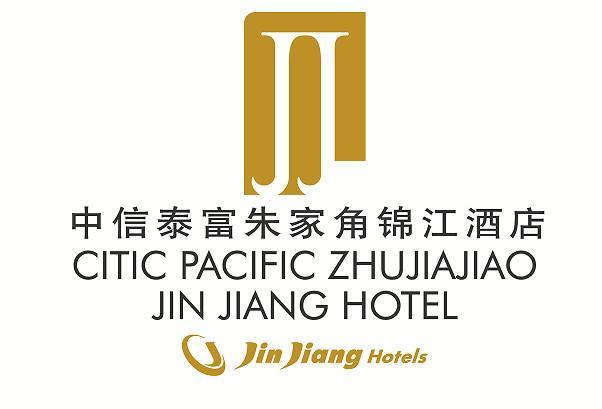 JJ
中信泰富朱家角锦江酒店
CITIC PACIFIC ZHUJIAJIAO
JIN JIANG HOTEL
Jin Jiang Hotels